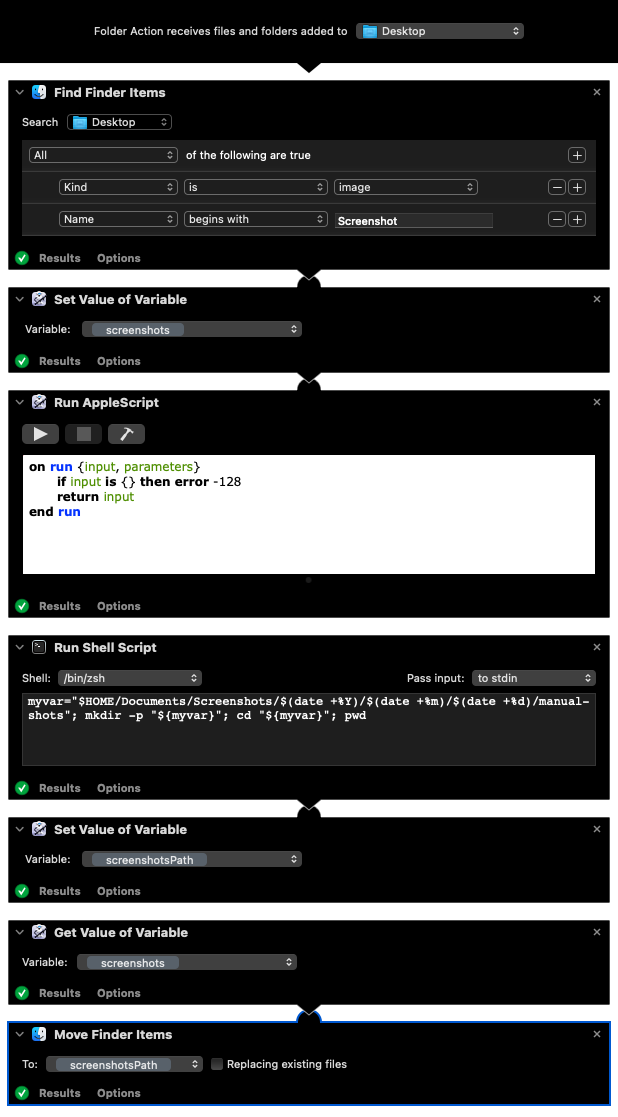 Folder Action receives files and folders added to Desktop
Find Finder Items
Search Desktop
All of the following are true
Kind is image
Name begins with Screenshot
Results Options
Set Value of Variable
Variable: screenshots
Results Options
Run AppleScript
on run {input, parameters}
if input is {} then error -128
return input
end run
Results Options
Run Shell Script
Shell: /bin/zsh Pass input: to stdin
myvar="$HOME/Documents/Screenshots/$(date +%Y)/$(date +%m)/$(date +%d)/manual-
shots"; mkdir -p "${myvar}"; cd "${myvar}"; pwd
Results Options
Set Value of Variable
Variable: screenshotsPath
Results Options
Get Value of Variable
Variable: screenshots
Results Options
Move Finder Items
To: screenshotsPath Replacing existing files
Results Options